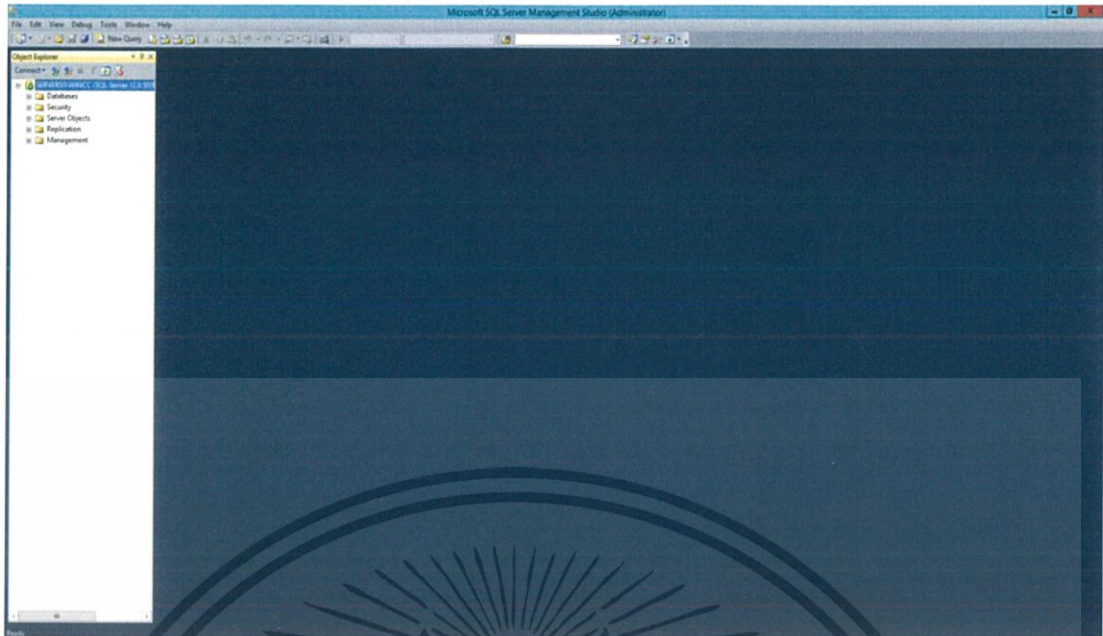 Microsoft SQL Server Management Studio (Administrator)
File Edit View Debug Tools Window Help
New Query
Object Explorer
Connect
Databases
Security
Server Objects
Replication
Management
Ready